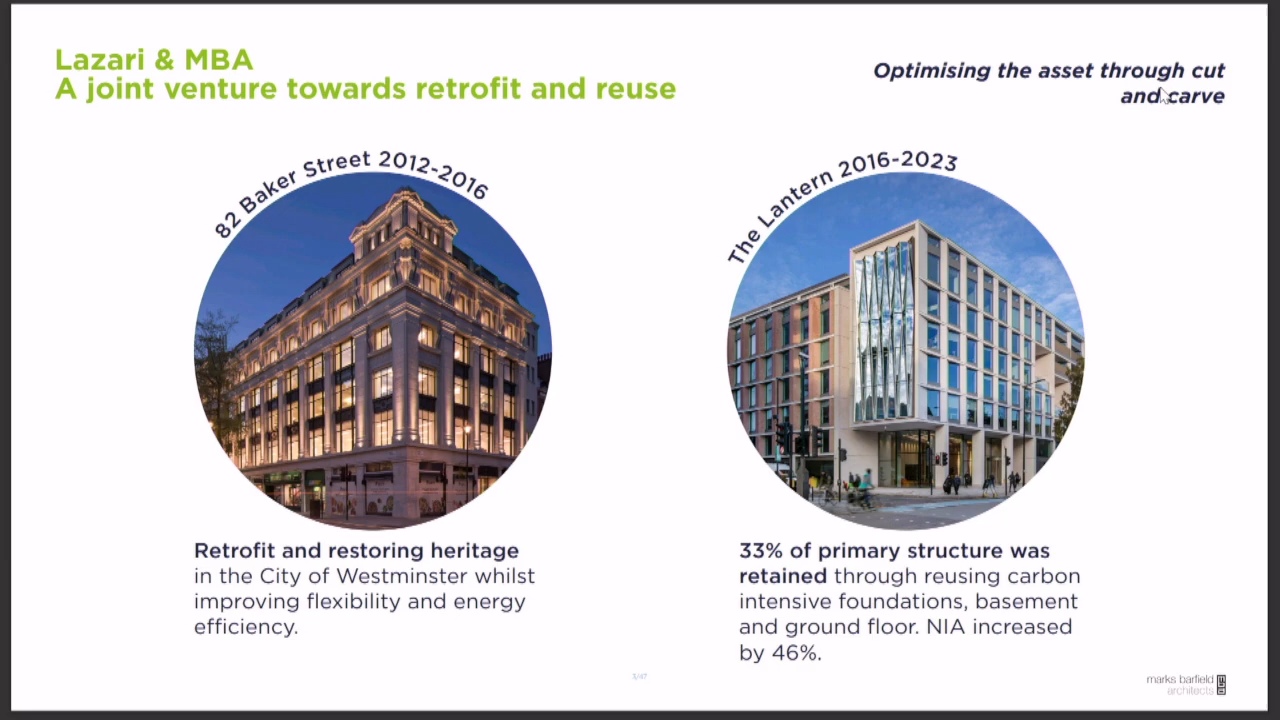 Lazari & MBA
A joint venture towards retrofit and reuse
Optimising the asset through cut
and carve
82 Baker Street 2012-2016
The Lantern 2016-2023
Retrofit and restoring heritage
in the City of Westminster whilst
improving flexibility and energy
efficiency.
33% of primary structure was
retained through reusing carbon
intensive foundations, basement
and ground floor. NIA increased
by 46%.
3/47
marks barfield
architects